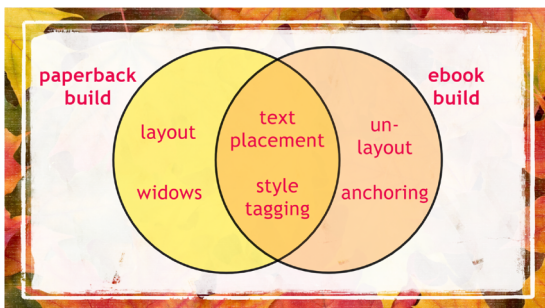 paperback
build
ebook
build
layout
widows
text
placement
style
tagging
un-
layout
anchoring